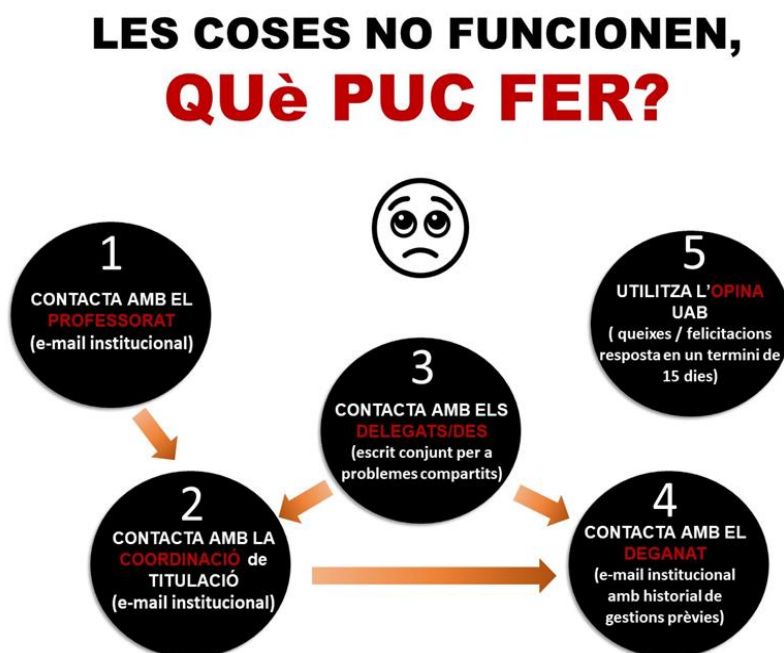 LES COSES NO FUNCIONEN,
QUè PUC FER?
1
CONTACTA AMB EL
PROFESSORAT
(e-mail institucional)
2
CONTACTA AMB LA
COORDINACIÓ de
TITULACIÓ
(e-mail institucional)
3
CONTACTA AMB ELS
DELEGATS/DES
(escrit conjunt per a
problemes compartits)
4
CONTACTA AMB EL
DEGANAT
(e-mail institucional
amb historial de
gestions prèvies)
5
UTILITZA L'OPINA
UAB
( queixes / felicitacions
resposta en un termini de
15 dies)